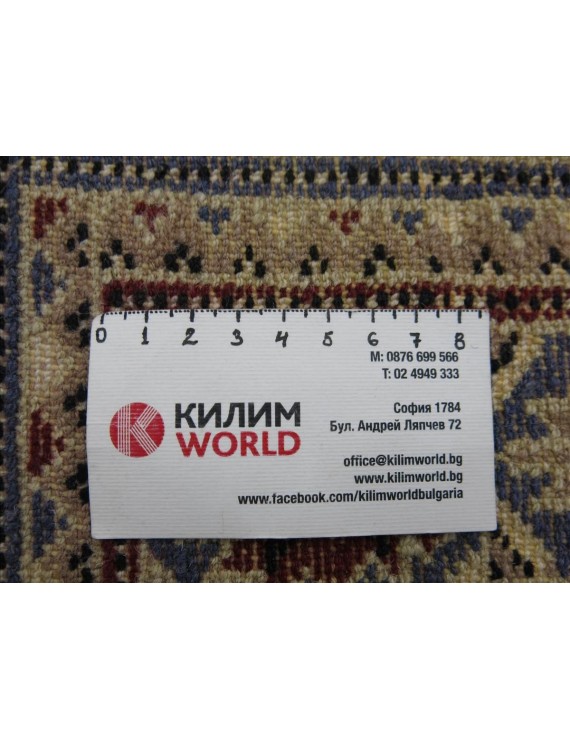 0 1 2 3 4 5 6 7 8
M: 0876 699 566
T: 02 4949 333
КИЛИМ
WORLD
София 1784
Бул. Андрей Ляпчев 72
office@kilimworld.bg
www.kilimworld.bg
www.facebook.com/kilimworldbulgaria